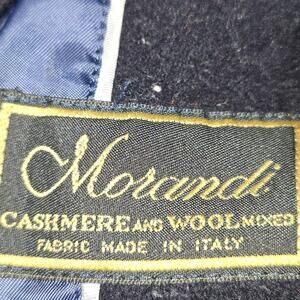 Morandi
CASHMERE AND WOOL MIXED
FABRIC MADE IN ITALY